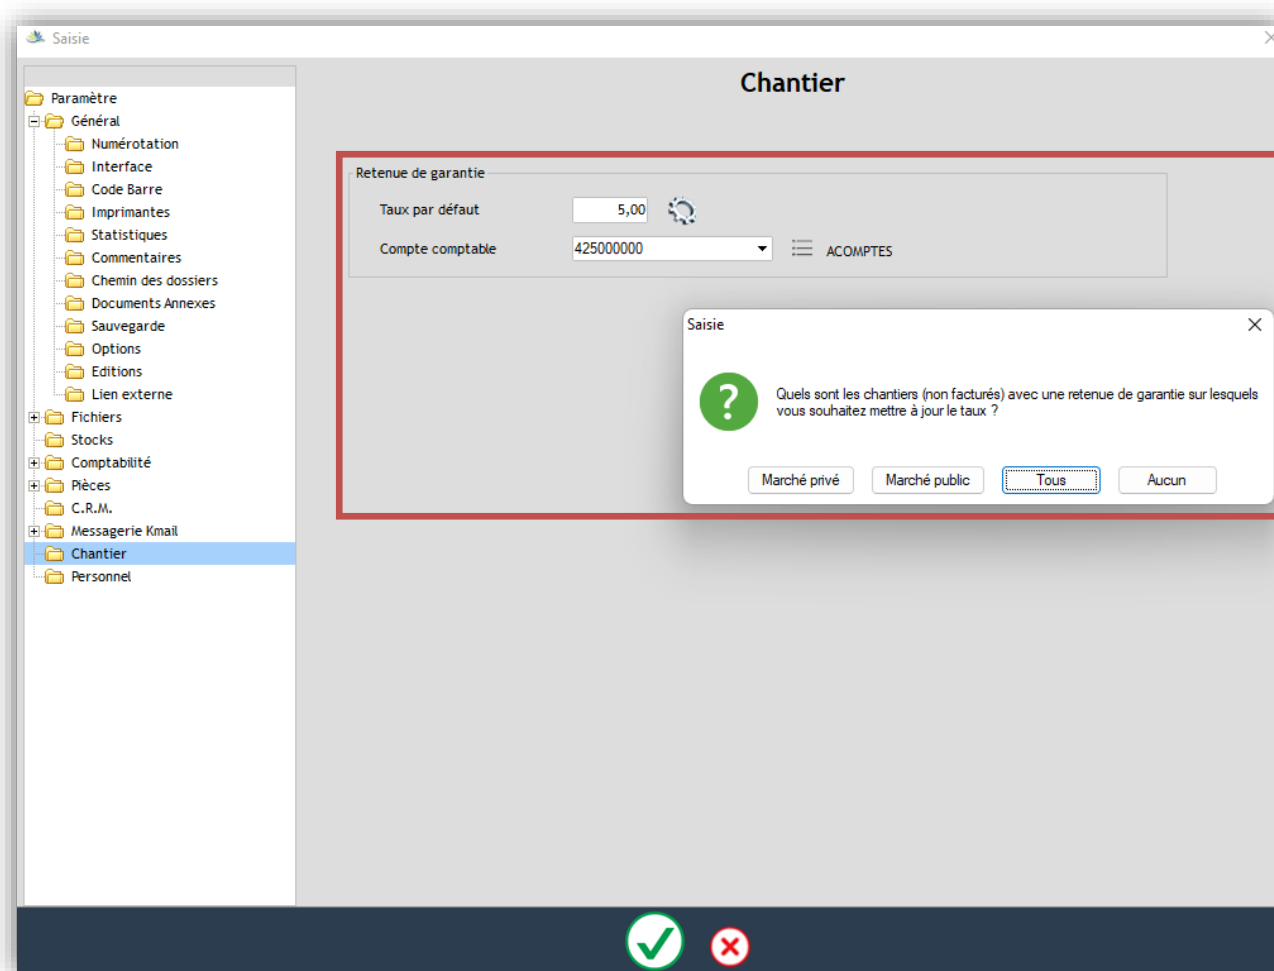 Saisie
Chantier
Paramètre
Général
Numérotation
Interface
Code Barre
Imprimantes
Statistiques
Commentaires
Chemin des dossiers
Documents Annexes
Sauvegarde
Options
Editions
Lien externe
Fichiers
Stocks
Comptabilité
Pièces
C.R.M.
Messagerie Kmail
Chantier
Personnel
Retenue de garantie
Taux par défaut 5,00
Compte comptable 425000000 ACOMPTES
Saisie
Quels sont les chantiers (non facturés) avec une retenue de garantie sur lesquels
vous souhaitez mettre à jour le taux ?
Marché privé Marché public Tous Aucun